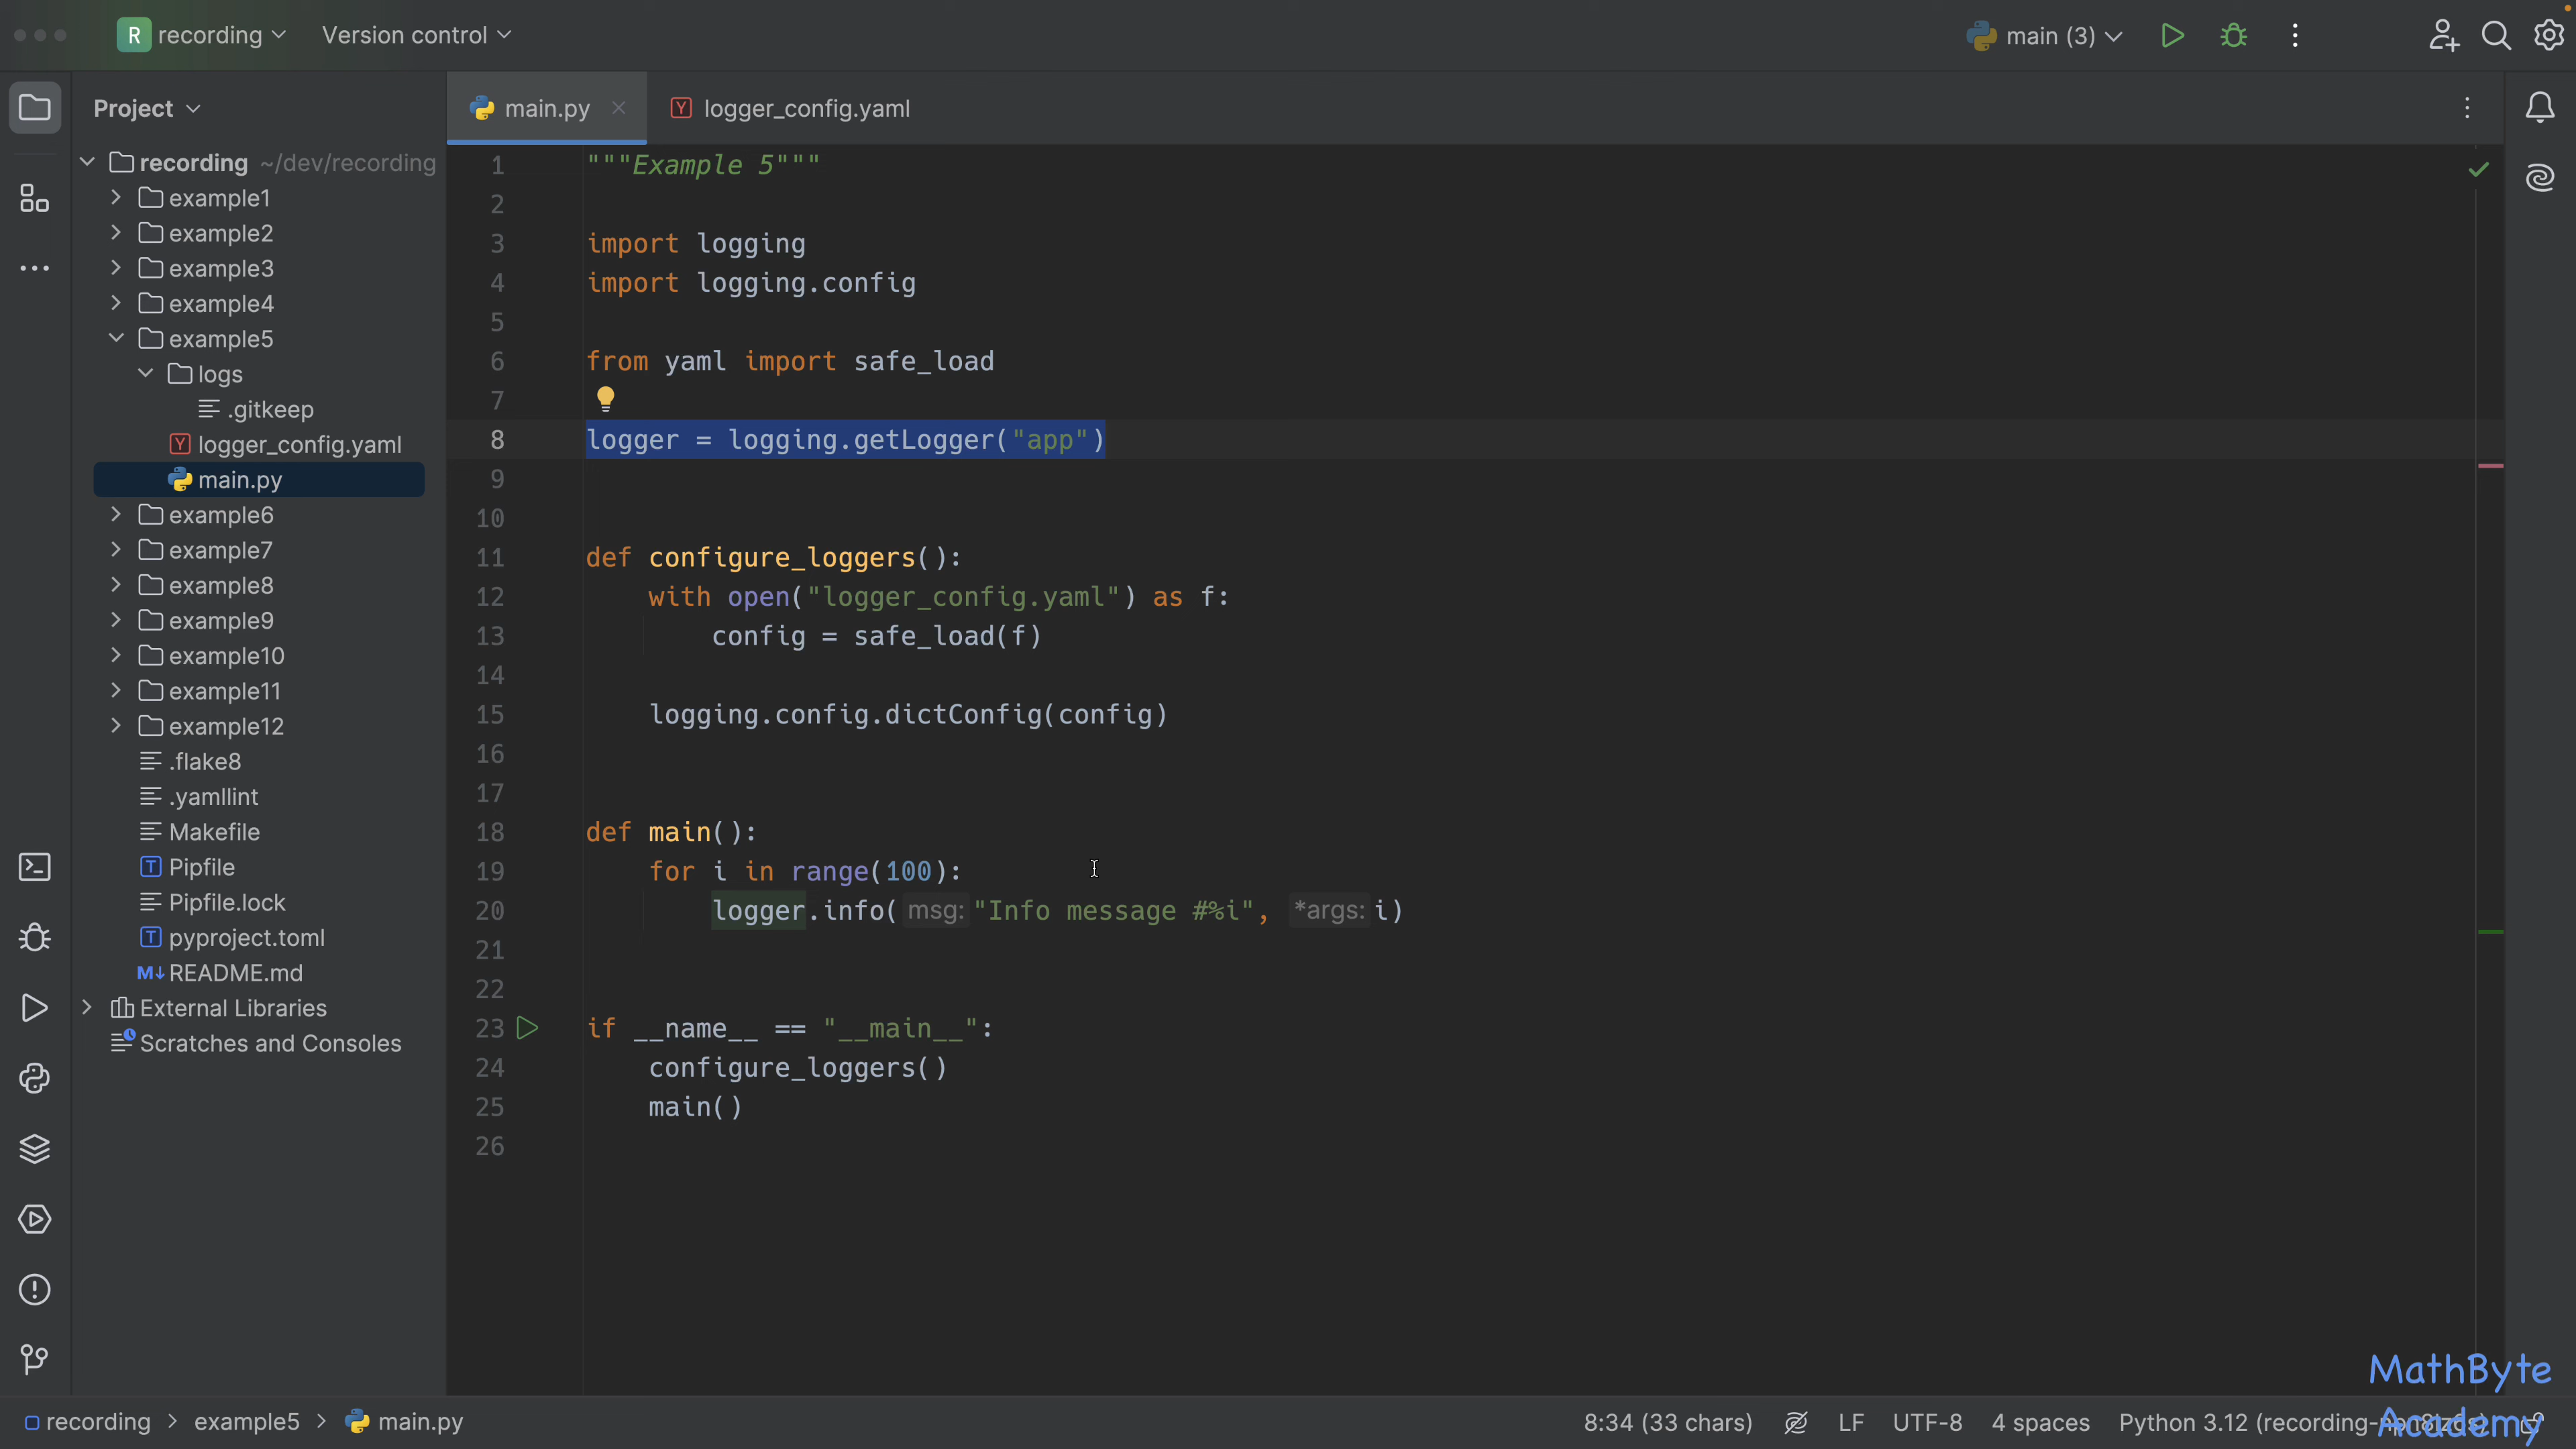 R recording Version control main (3)
Project main.py Y logger_config.yaml
recording ~/dev/recording
example1
example2
example3
example4
example5
logs
.gitkeep
Y logger_config.yaml
main.py
example6
example7
example8
example9
example10
example11
example12
.flake8
.yamllint
Makefile
T Pipfile
Pipfile.lock
T pyproject.toml
M↓ README.md
External Libraries
Scratches and Consoles
1 """Example 5"""
2
3 import logging
4 import logging.config
5
6 from yaml import safe_load
7
8 logger = logging.getLogger("app")
9
10
11 def configure_loggers():
12 with open("logger_config.yaml") as f:
13 config = safe_load(f)
14
15 logging.config.dictConfig(config)
16
17
18 def main():
19 for i in range(100):
20 logger.info( msg: "Info message #%i", *args: i)
21
22
23 if __name__ == "__main__":
24 configure_loggers()
25 main()
26
MathByte
Academy
recording > example5 > main.py 8:34 (33 chars) LF UTF-8 4 spaces Python 3.12